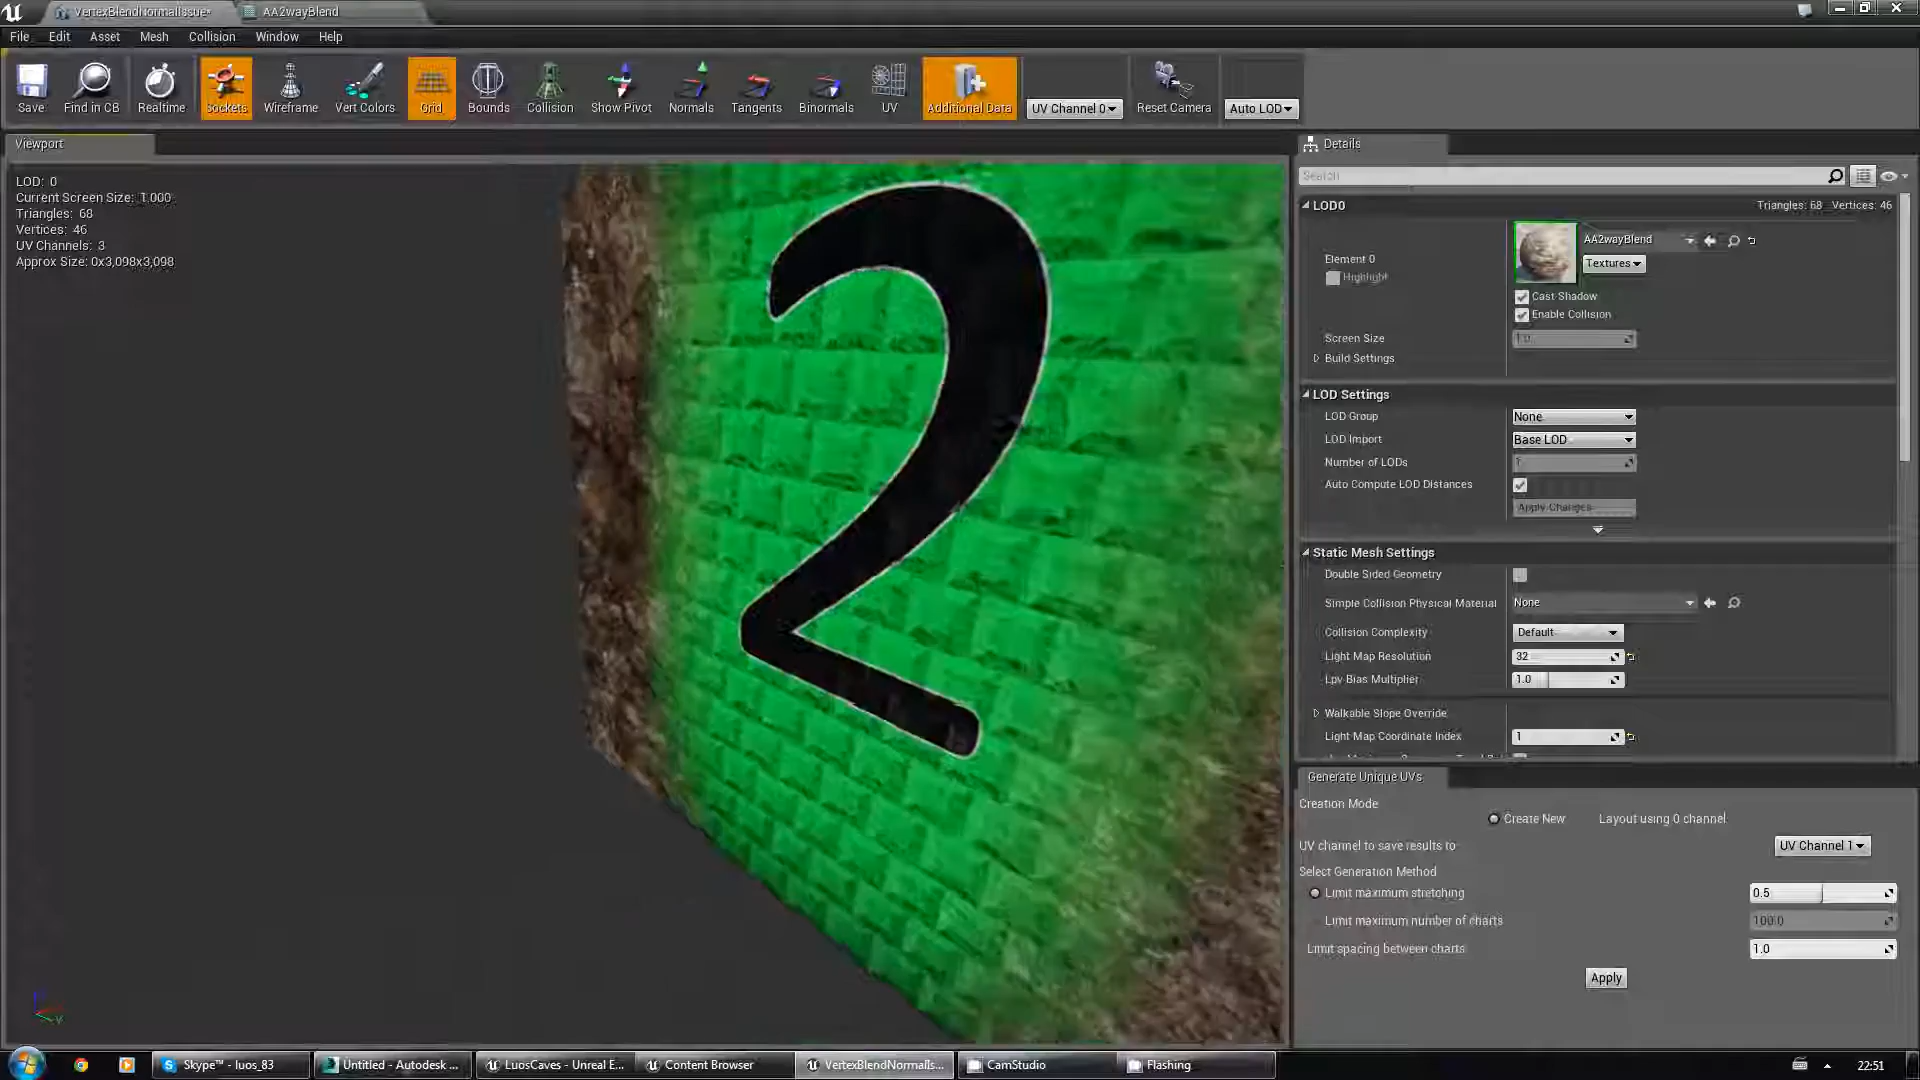 VertexBlendNormalIssue*
AA2wayBlend
File Edit Asset Mesh Collision Window Help
Save Find in CB Realtime Sockets Wireframe Vert Colors Grid Bounds Collision Show Pivot Normals Tangents Binormals UV Additional Data UV Channel 0 Reset Camera Auto LOD
Viewport
LOD: 0
Current Screen Size: 1.000
Triangles: 68
Vertices: 46
UV Channels: 3
Approx Size: 0x3,098x3,098
2
Details
Search
LOD0 Triangles: 68 Vertices: 46
Element 0
Highlight
AA2wayBlend
Textures
Cast Shadow
Enable Collision
Screen Size 1.0
Build Settings
LOD Settings
LOD Group None
LOD Import Base LOD
Number of LODs 1
Auto Compute LOD Distances
Apply Changes
Static Mesh Settings
Double Sided Geometry
Simple Collision Physical Material None
Collision Complexity Default
Light Map Resolution 32
Lpv Bias Multiplier 1.0
Walkable Slope Override
Light Map Coordinate Index 1
Generate Unique UVs
Creation Mode
Create New Layout using 0 channel
UV channel to save results to UV Channel 1
Select Generation Method
Limit maximum stretching 0.5
Limit maximum number of charts 100.0
Limit spacing between charts 1.0
Apply
Skype™ - luos_83
Untitled - Autodesk ...
LuosCaves - Unreal E...
Content Browser
VertexBlendNormalIs...
CamStudio
Flashing
22:51